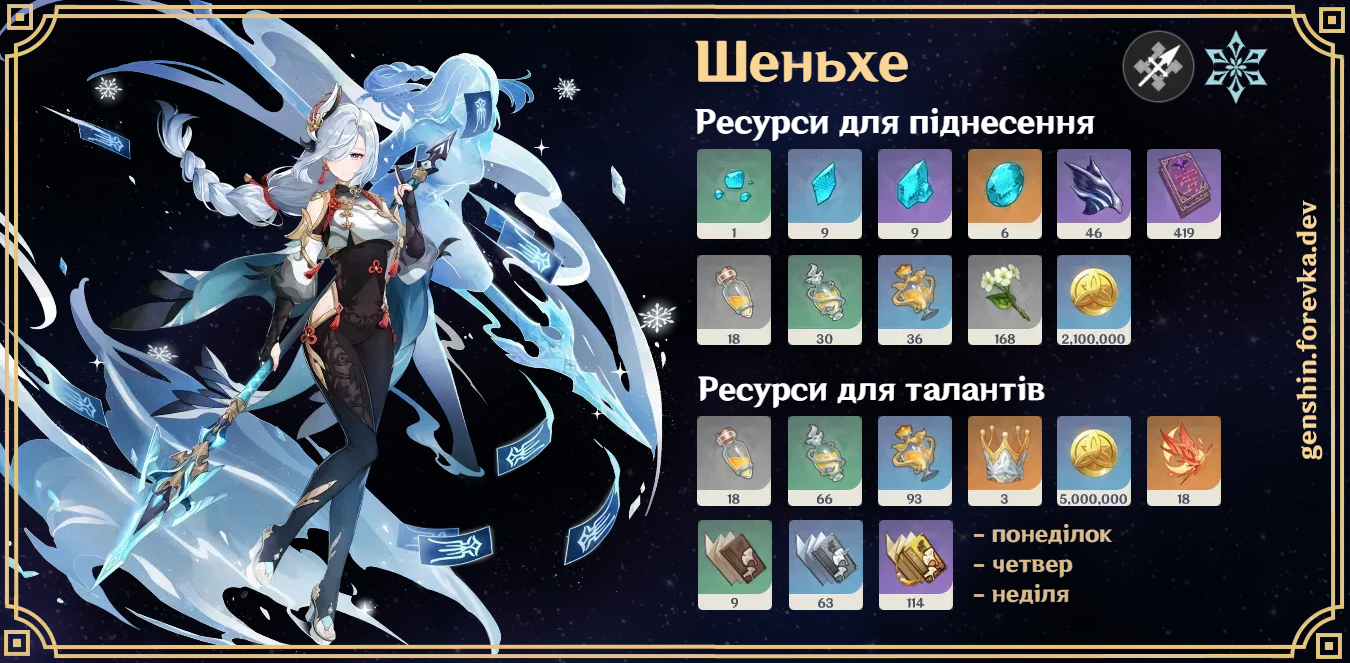 Шеньхе
Ресурси для піднесення
1 9 9 6 46 419
18 30 36 168 2,100,000
Ресурси для талантів
18 66 93 3 5,000,000 18
9 63 114
– понеділок
– четвер
– неділя
genshin.forevka.dev